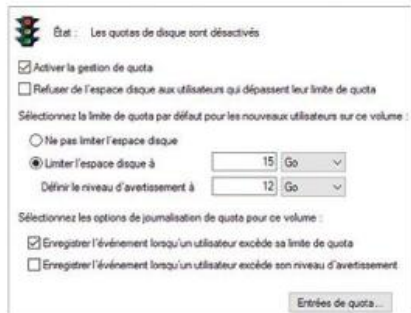 État : Les quotas de disque sont désactivés
Activer la gestion de quota
Refuser de l'espace disque aux utilisateurs qui dépassent leur limite de quota
Sélectionnez la limite de quota par défaut pour les nouveaux utilisateurs sur ce volume :
Ne pas limiter l'espace disque
Limiter l'espace disque à 15 Go
Définir le niveau d'avertissement à 12 Go
Sélectionnez les options de journalisation de quota pour ce volume :
Enregistrer l'événement lorsqu'un utilisateur excède sa limite de quota
Enregistrer l'événement lorsqu'un utilisateur excède son niveau d'avertissement
Entrées de quota...